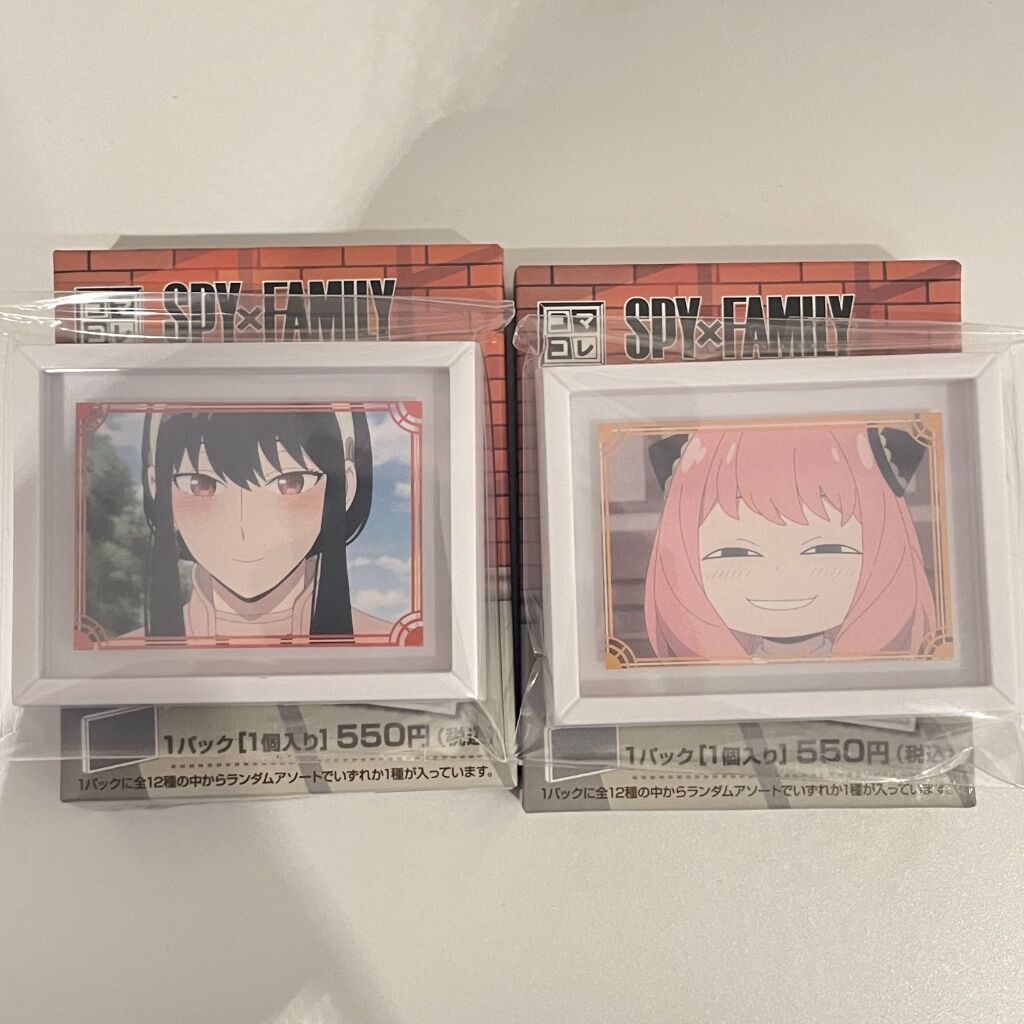 コマ
コレ
SPY×FAMILY
1パック[1個入り] 550円(税込)
1パックに全12種の中からランダムアソートでいずれか1種が入っています。
コマ
コレ
SPY×FAMILY
1パック[1個入り] 550円(税込)
1パックに全12種の中からランダムアソートでいずれか1種が入っています。